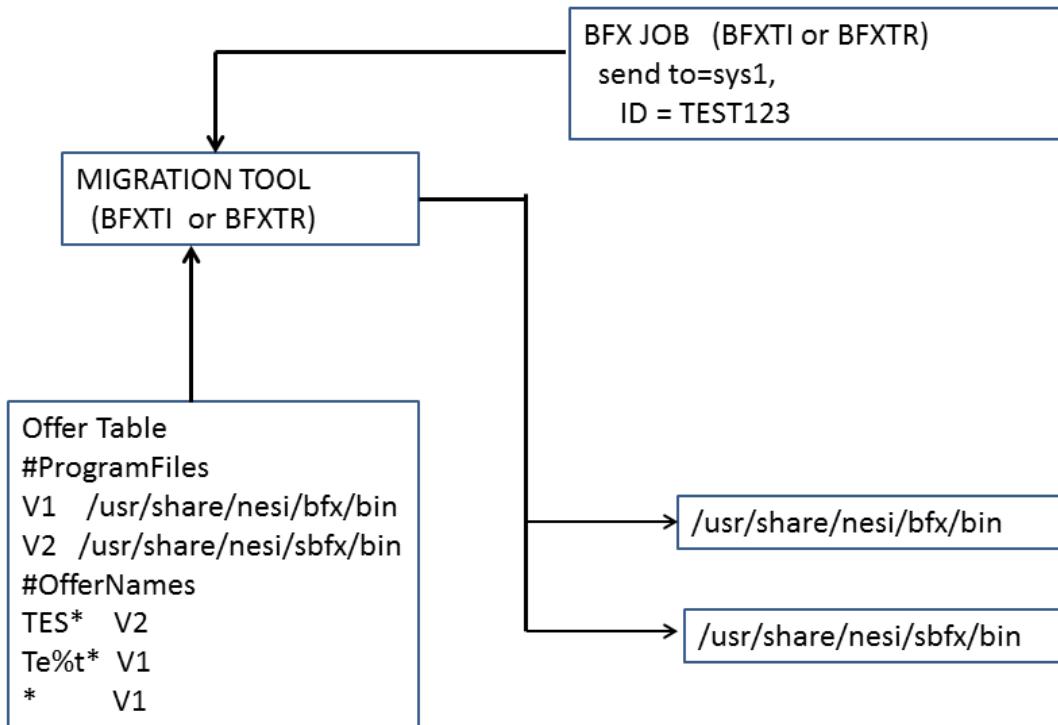 BFX JOB (BFXTI or BFXTR)
send to=sys1,
ID = TEST123
MIGRATION TOOL
(BFXTI or BFXTR)
Offer Table
#ProgramFiles
V1 /usr/share/nesi/bfx/bin
V2 /usr/share/nesi/sbfx/bin
#OfferNames
TES* V2
Te%t* V1
* V1
/usr/share/nesi/bfx/bin
/usr/share/nesi/sbfx/bin